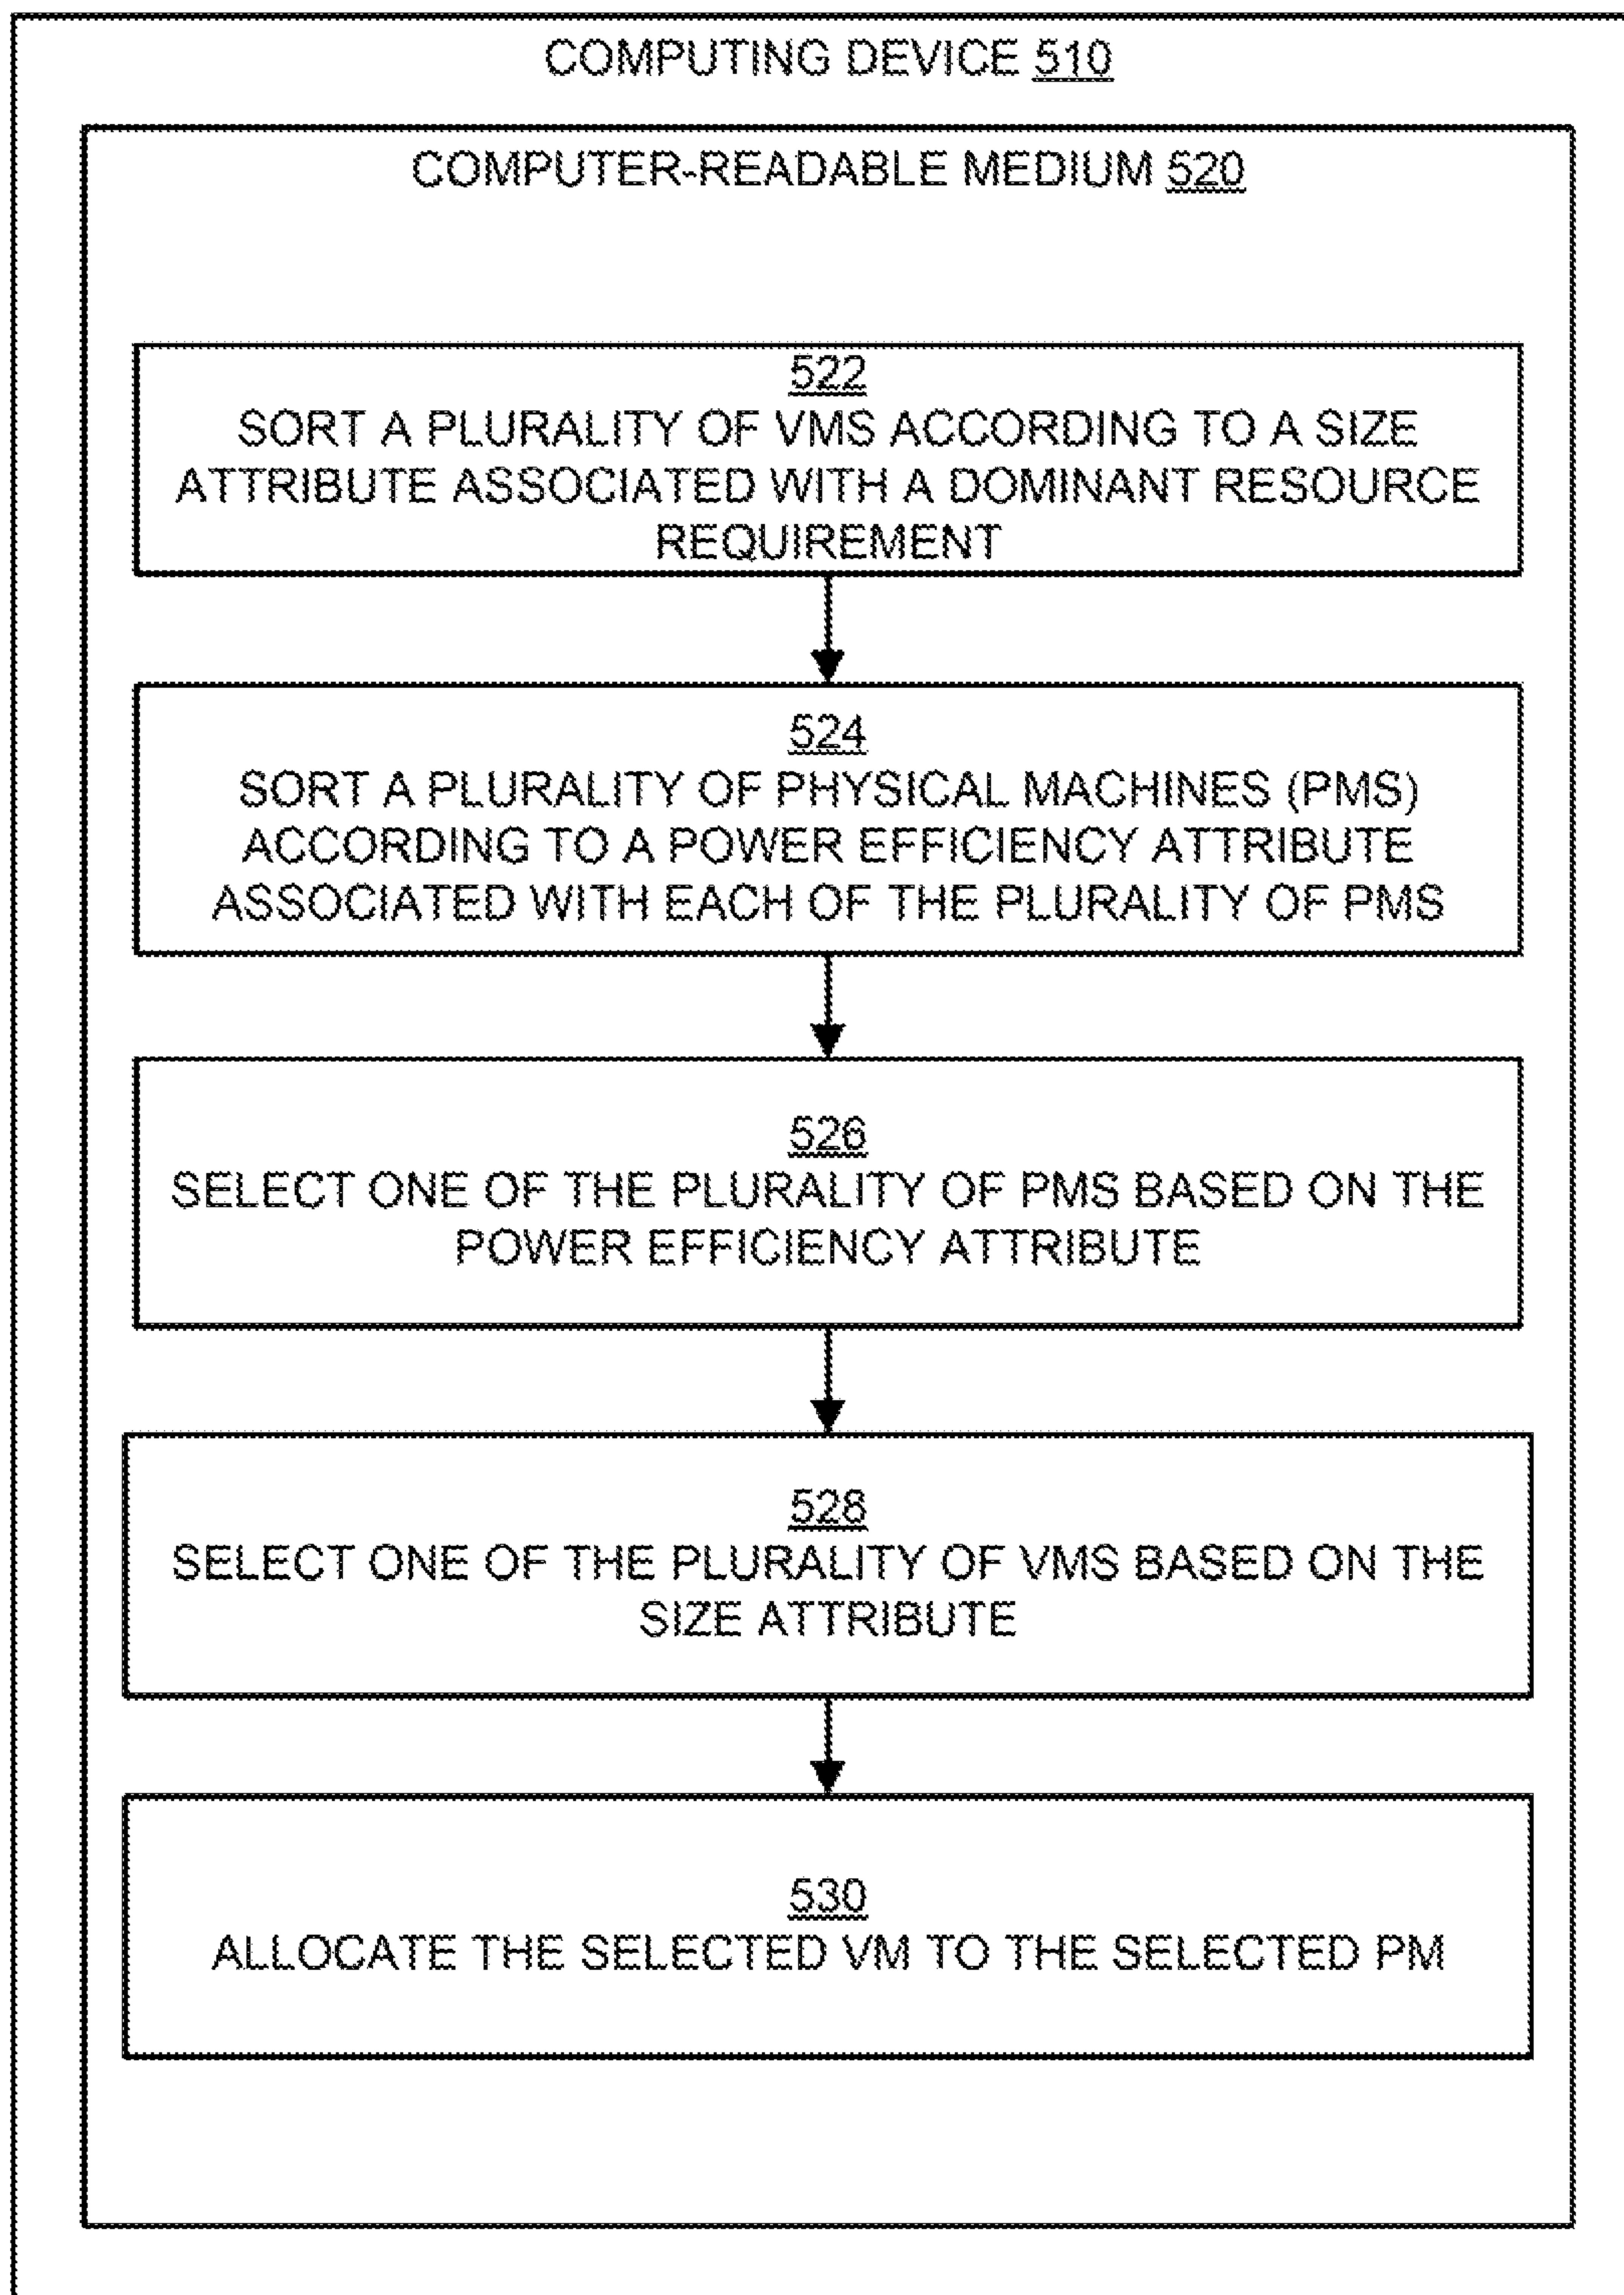 COMPUTING DEVICE 510
COMPUTER-READABLE MEDIUM 520
522
SORT A PLURALITY OF VMS ACCORDING TO A SIZE
ATTRIBUTE ASSOCIATED WITH A DOMINANT RESOURCE
REQUIREMENT
524
SORT A PLURALITY OF PHYSICAL MACHINES (PMS)
ACCORDING TO A POWER EFFICIENCY ATTRIBUTE
ASSOCIATED WITH EACH OF THE PLURALITY OF PMS
526
SELECT ONE OF THE PLURALITY OF PMS BASED ON THE
POWER EFFICIENCY ATTRIBUTE
528
SELECT ONE OF THE PLURALITY OF VMS BASED ON THE
SIZE ATTRIBUTE
530
ALLOCATE THE SELECTED VM TO THE SELECTED PM